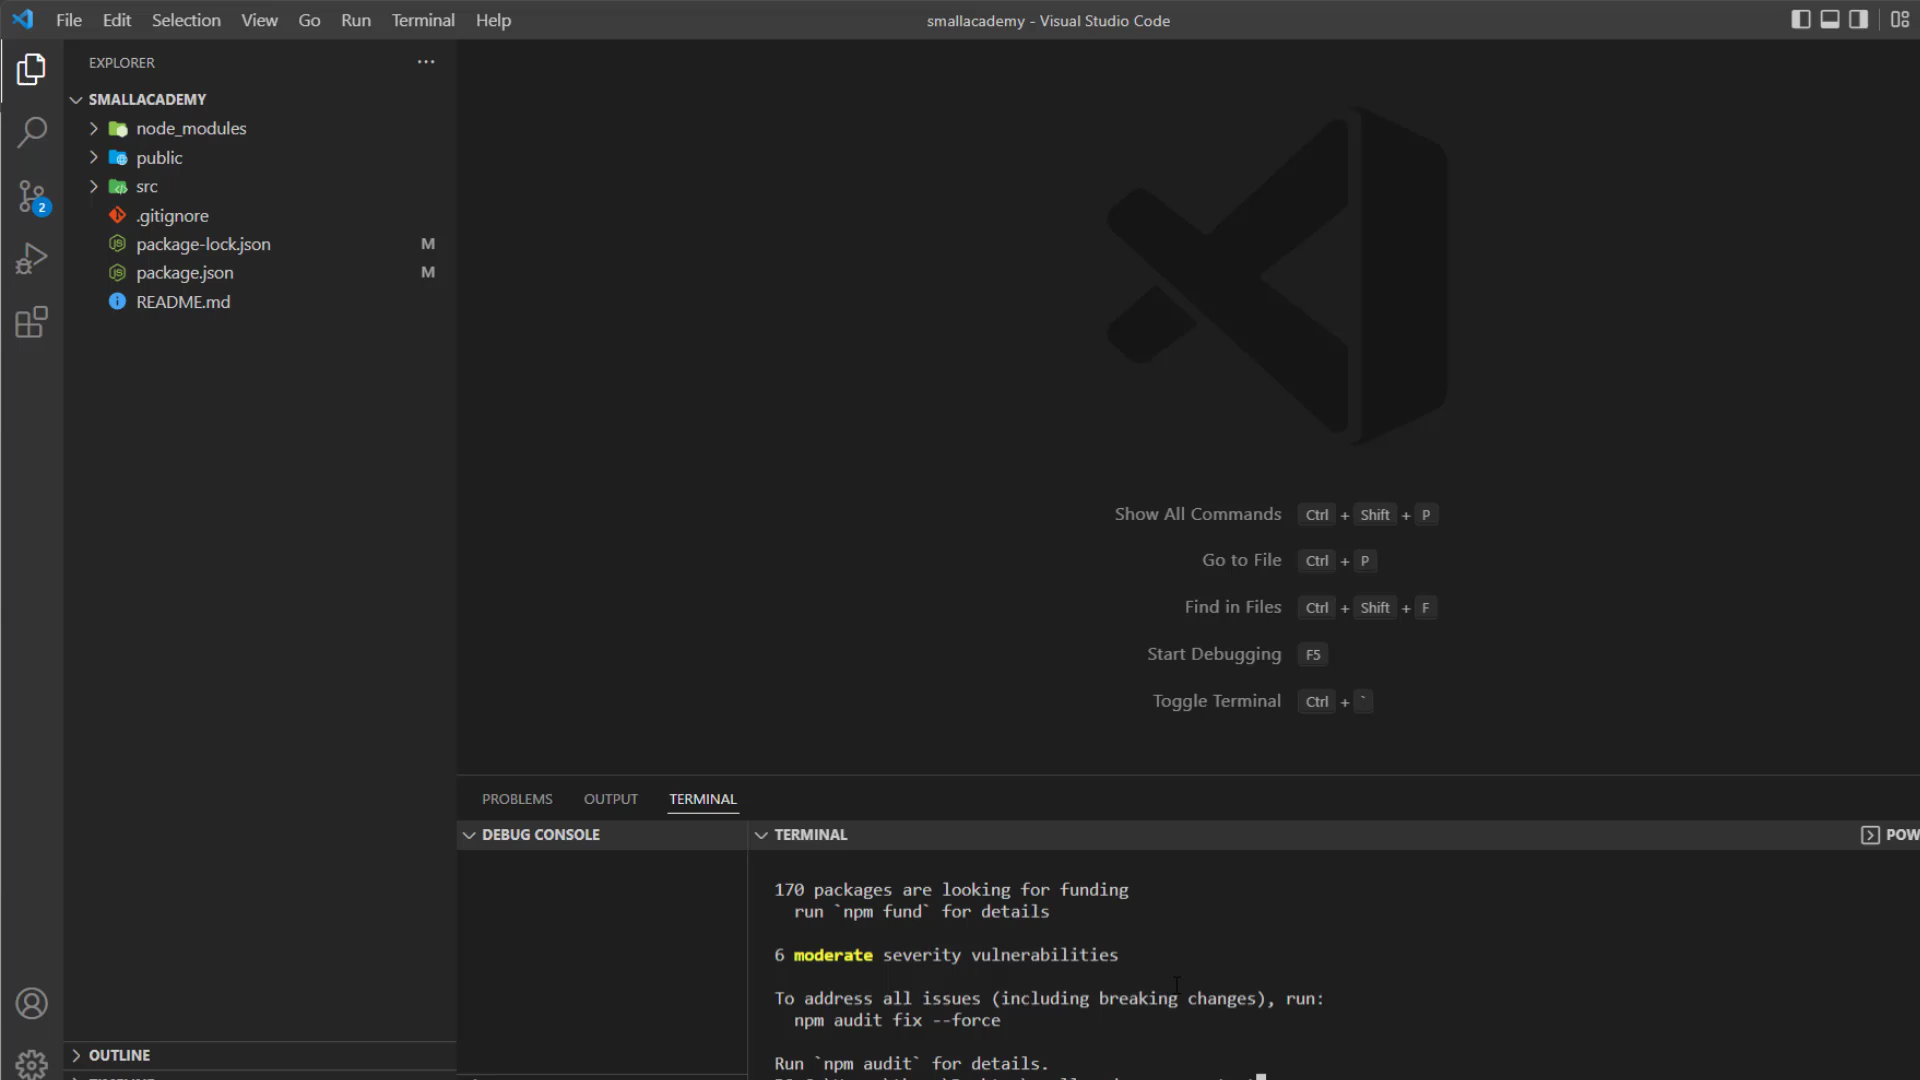 File Edit Selection View Go Run Terminal Help
smallacademy - Visual Studio Code
EXPLORER
SMALLACADEMY
node_modules
public
src
.gitignore
package-lock.json M
package.json M
README.md
2
Show All Commands Ctrl + Shift + P
Go to File Ctrl + P
Find in Files Ctrl + Shift + F
Start Debugging F5
Toggle Terminal Ctrl + `
PROBLEMS OUTPUT TERMINAL
DEBUG CONSOLE
TERMINAL
POW
170 packages are looking for funding
run `npm fund` for details
6 moderate severity vulnerabilities
To address all issues (including breaking changes), run:
npm audit fix --force
Run `npm audit` for details.
OUTLINE